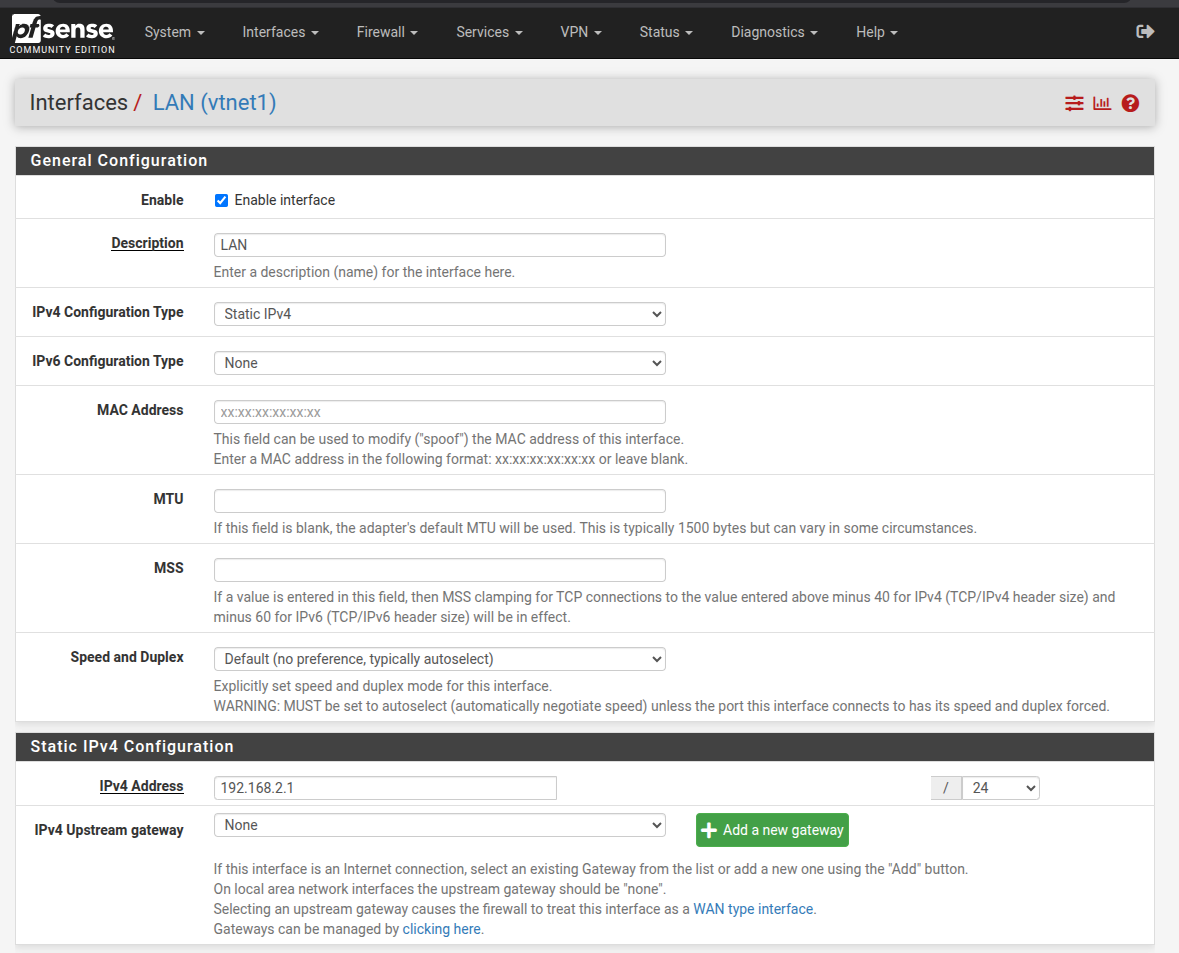 pfsense
COMMUNITY EDITION
System
Interfaces
Firewall
Services
VPN
Status
Diagnostics
Help
Interfaces / LAN (vtnet1)
General Configuration
Enable
Enable interface
Description
LAN
Enter a description (name) for the interface here.
IPv4 Configuration Type
Static IPv4
IPv6 Configuration Type
None
MAC Address
xx:xx:xx:xx:xx:xx
This field can be used to modify ("spoof") the MAC address of this interface.
Enter a MAC address in the following format: xx:xx:xx:xx:xx:xx or leave blank.
MTU
If this field is blank, the adapter's default MTU will be used. This is typically 1500 bytes but can vary in some circumstances.
MSS
If a value is entered in this field, then MSS clamping for TCP connections to the value entered above minus 40 for IPv4 (TCP/IPv4 header size) and
minus 60 for IPv6 (TCP/IPv6 header size) will be in effect.
Speed and Duplex
Default (no preference, typically autoselect)
Explicitly set speed and duplex mode for this interface.
WARNING: MUST be set to autoselect (automatically negotiate speed) unless the port this interface connects to has its speed and duplex forced.
Static IPv4 Configuration
IPv4 Address
192.168.2.1
/ 24
IPv4 Upstream gateway
None
Add a new gateway
If this interface is an Internet connection, select an existing Gateway from the list or add a new one using the "Add" button.
On local area network interfaces the upstream gateway should be "none".
Selecting an upstream gateway causes the firewall to treat this interface as a WAN type interface.
Gateways can be managed by clicking here.